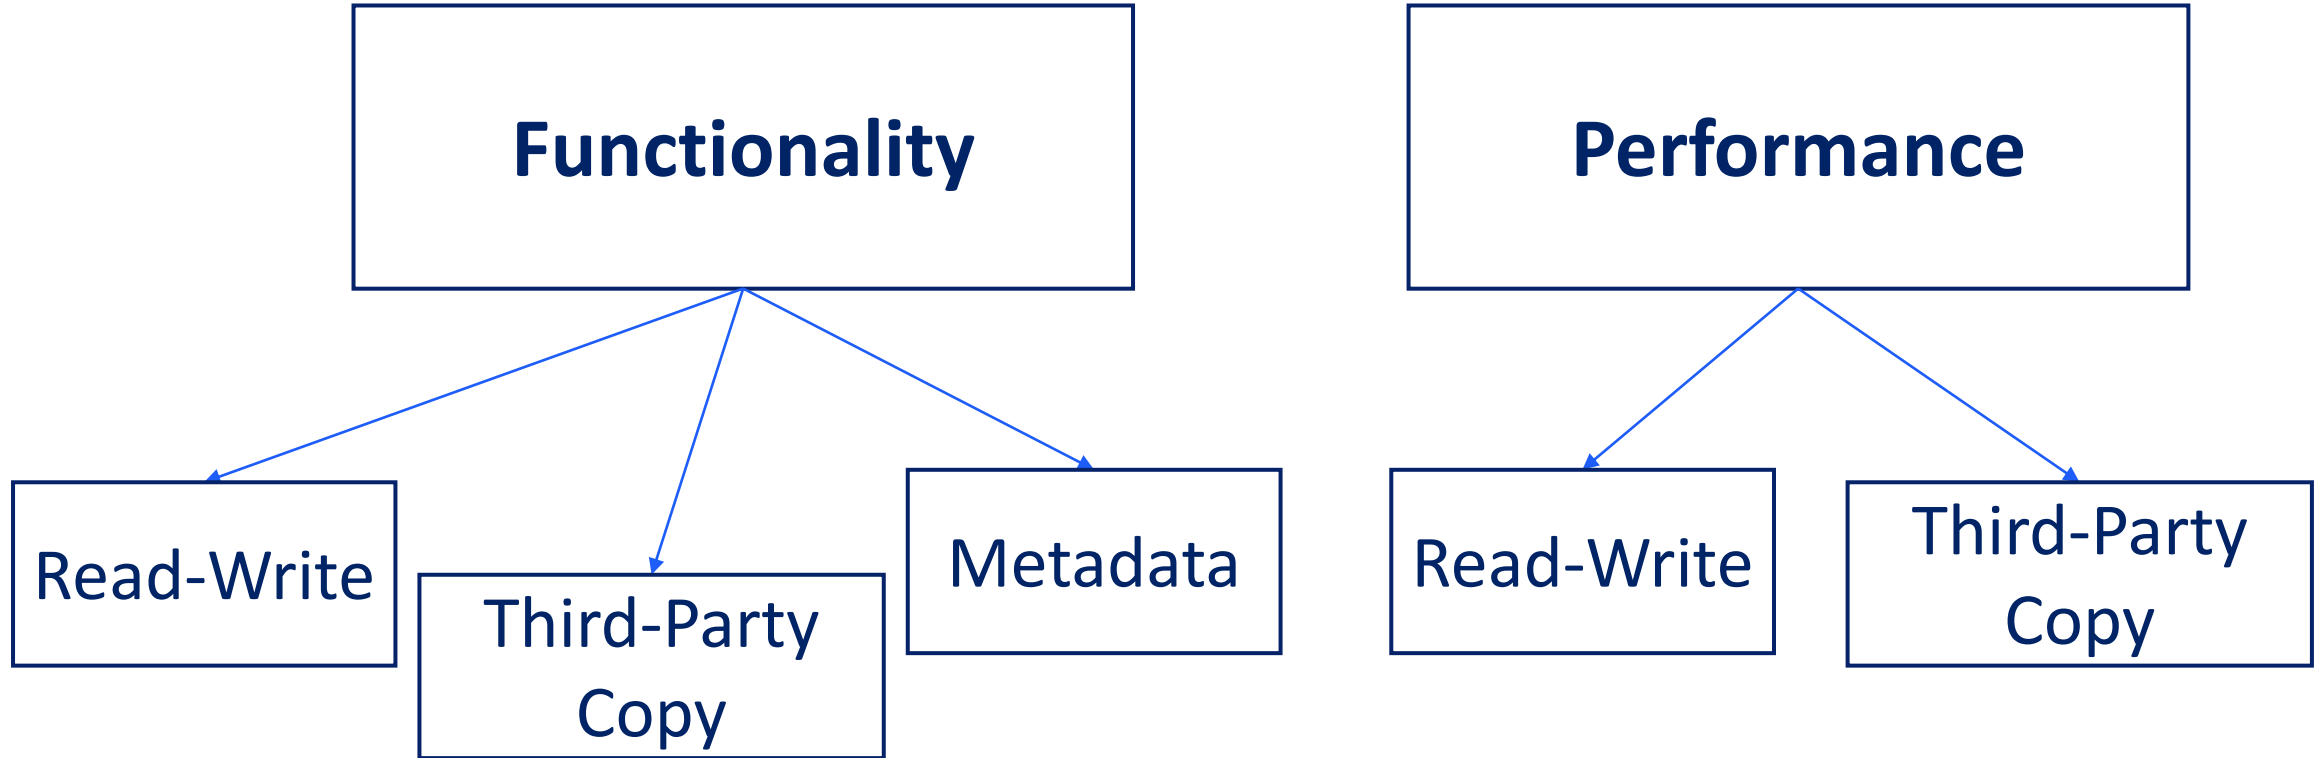 Functionality
Performance
Read-Write
Third-Party
Copy
Metadata
Read-Write
Third-Party
Copy